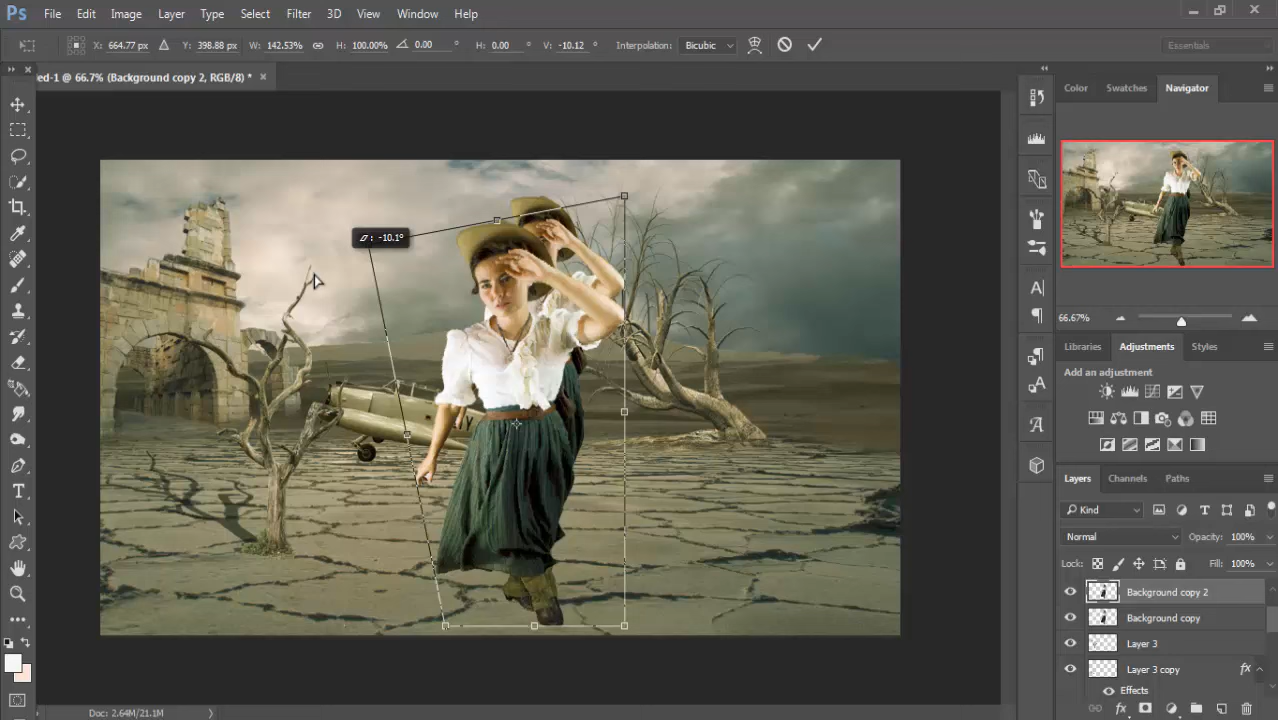 Ps File Edit Image Layer Type Select Filter 3D View Window Help
X: 664.77 px Y: 398.88 px W: 142.53% H: 100.00% 0.00 ° H: 0.00 ° V: -10.12 ° Interpolation: Bicubic Essentials
ed-1 @ 66.7% (Background copy 2, RGB/8) * ×
Color Swatches Navigator
-10.1°
66.67%
Libraries Adjustments Styles
Add an adjustment
Layers Channels Paths
Kind
Normal Opacity: 100%
Lock: Fill: 100%
Background copy 2
Background copy
Layer 3
Layer 3 copy fx
Effects
Doc: 2.64M/21.1M